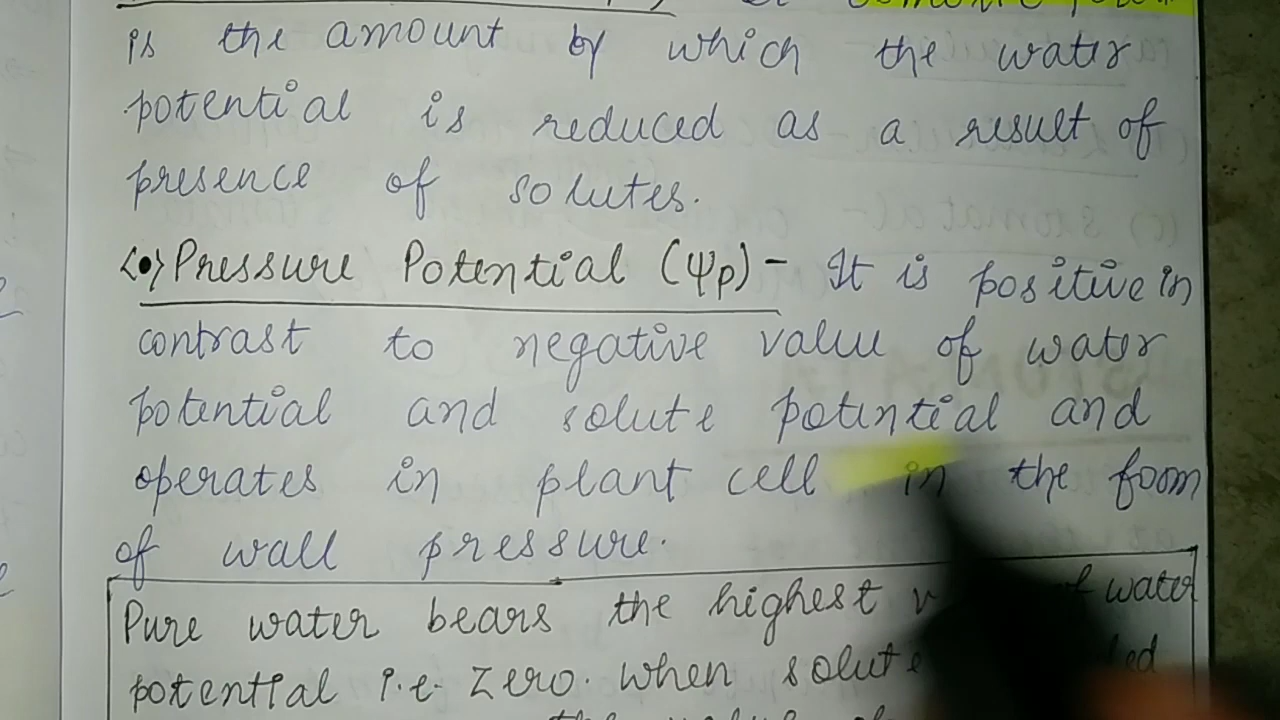 is the amount by which the water
potential is reduced as a result of
presence of solutes.
<•> Pressure Potential (Ψp) - It is positive in
contrast to negative value of water
potential and solute potential and
operates in plant cell in the form
of wall pressure.
Pure water bears the highest of water
potential i.e. zero. when solute